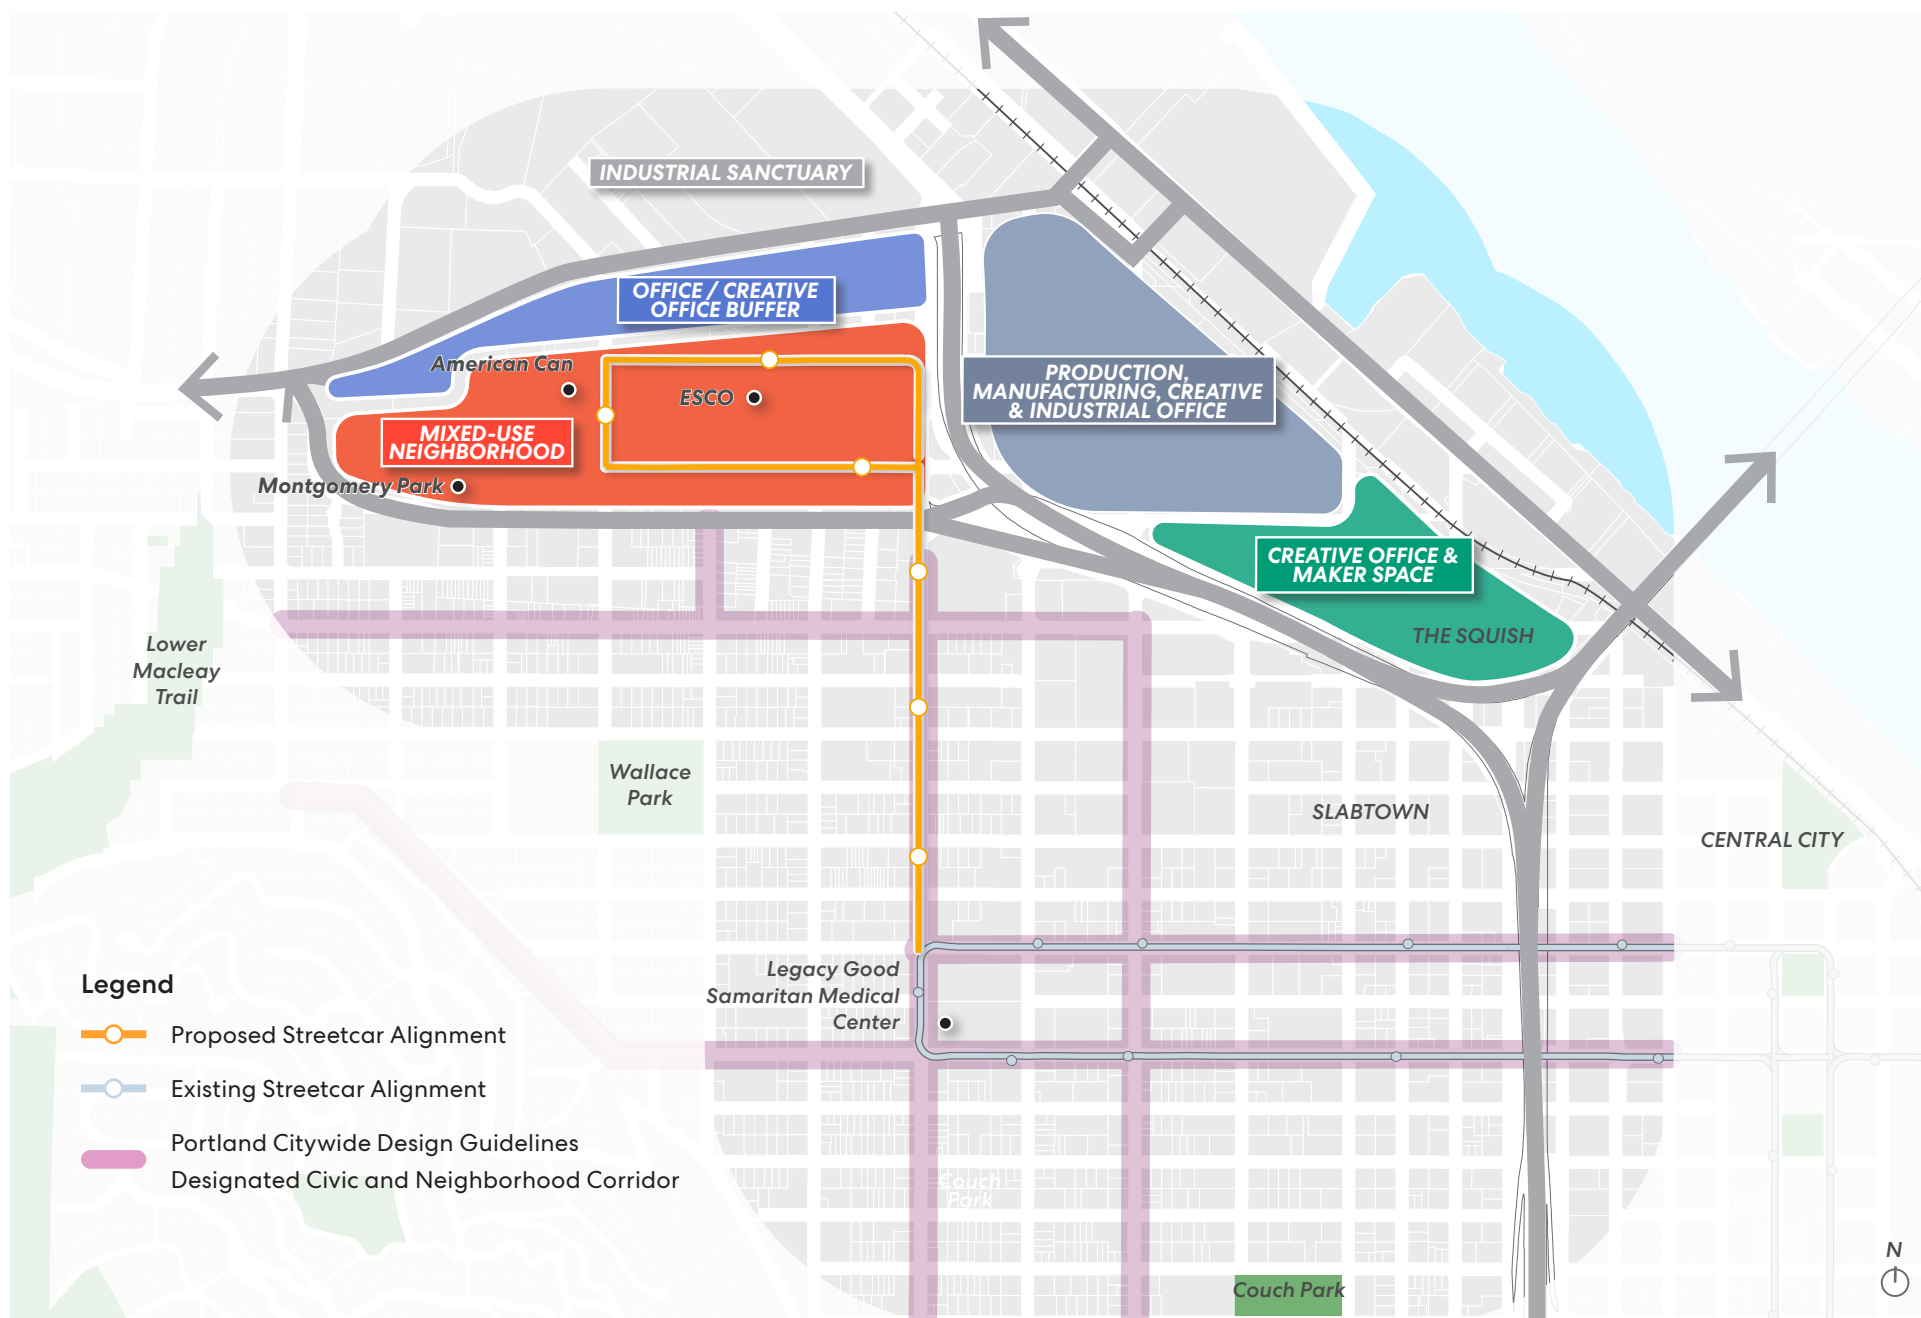 INDUSTRIAL SANCTUARY
OFFICE / CREATIVE
OFFICE BUFFER
American Can
ESCO
PRODUCTION,
MANUFACTURING, CREATIVE
& INDUSTRIAL OFFICE
MIXED-USE
NEIGHBORHOOD
Montgomery Park
CREATIVE OFFICE &
MAKER SPACE
THE SQUISH
Lower
Macleay
Trail
Wallace
Park
SLABTOWN
CENTRAL CITY
Legacy Good
Samaritan Medical
Center
Legend
Proposed Streetcar Alignment
Existing Streetcar Alignment
Portland Citywide Design Guidelines
Designated Civic and Neighborhood Corridor
Couch
Park
Couch Park
N